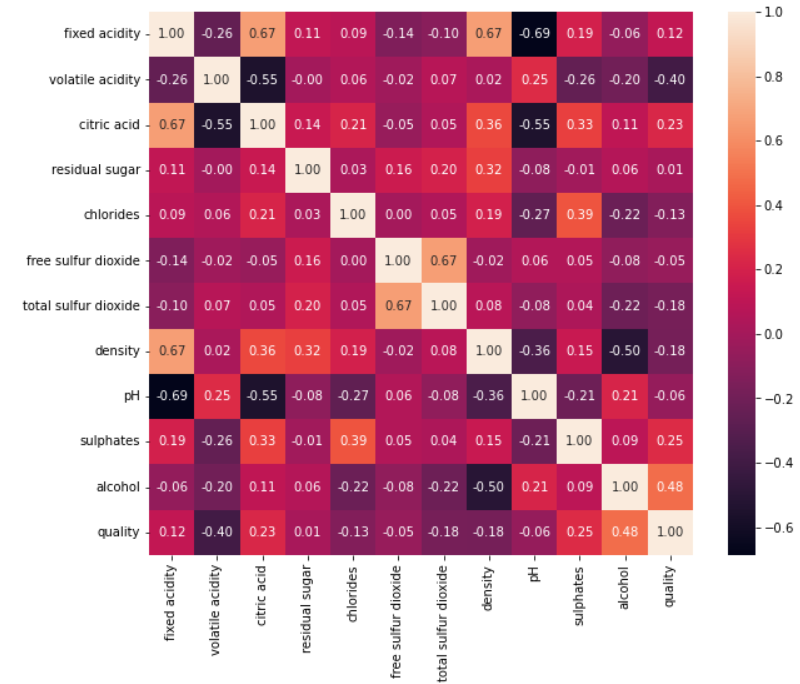 fixed acidity 1.00 -0.26 0.67 0.11 0.09 -0.14 -0.10 0.67 -0.69 0.19 -0.06 0.12
volatile acidity -0.26 1.00 -0.55 -0.00 0.06 -0.02 0.07 0.02 0.25 -0.26 -0.20 -0.40
citric acid 0.67 -0.55 1.00 0.14 0.21 -0.05 0.05 0.36 -0.55 0.33 0.11 0.23
residual sugar 0.11 -0.00 0.14 1.00 0.03 0.16 0.20 0.32 -0.08 -0.01 0.06 0.01
chlorides 0.09 0.06 0.21 0.03 1.00 0.00 0.05 0.19 -0.27 0.39 -0.22 -0.13
free sulfur dioxide -0.14 -0.02 -0.05 0.16 0.00 1.00 0.67 -0.02 0.06 0.05 -0.08 -0.05
total sulfur dioxide -0.10 0.07 0.05 0.20 0.05 0.67 1.00 0.08 -0.08 0.04 -0.22 -0.18
density 0.67 0.02 0.36 0.32 0.19 -0.02 0.08 1.00 -0.36 0.15 -0.50 -0.18
pH -0.69 0.25 -0.55 -0.08 -0.27 0.06 -0.08 -0.36 1.00 -0.21 0.21 -0.06
sulphates 0.19 -0.26 0.33 -0.01 0.39 0.05 0.04 0.15 -0.21 1.00 0.09 0.25
alcohol -0.06 -0.20 0.11 0.06 -0.22 -0.08 -0.22 -0.50 0.21 0.09 1.00 0.48
quality 0.12 -0.40 0.23 0.01 -0.13 -0.05 -0.18 -0.18 -0.06 0.25 0.48 1.00
fixed acidity
volatile acidity
citric acid
residual sugar
chlorides
free sulfur dioxide
total sulfur dioxide
density
pH
sulphates
alcohol
quality
1.0
0.8
0.6
0.4
0.2
0.0
−0.2
−0.4
−0.6